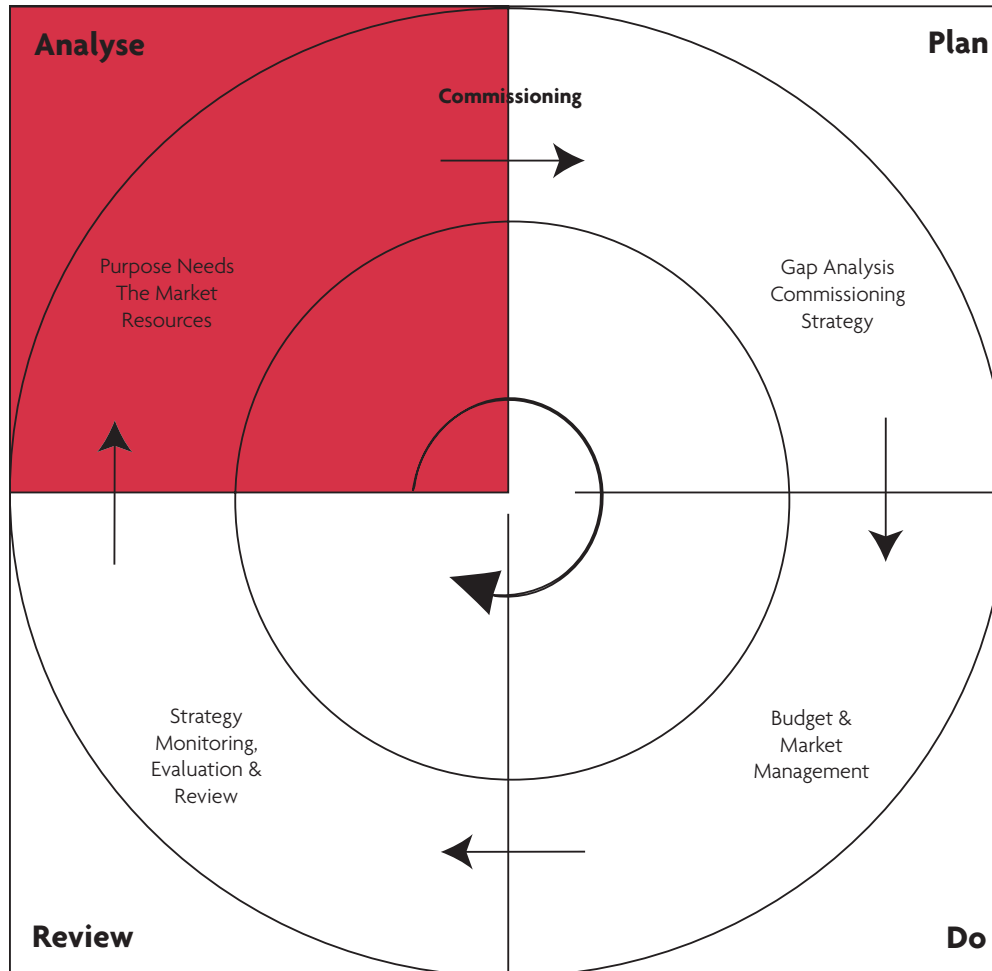 Analyse
Plan
Commissioning
Purpose Needs
The Market
Resources
Gap Analysis
Commissioning
Strategy
Strategy
Monitoring,
Evaluation &
Review
Budget &
Market
Management
Review
Do